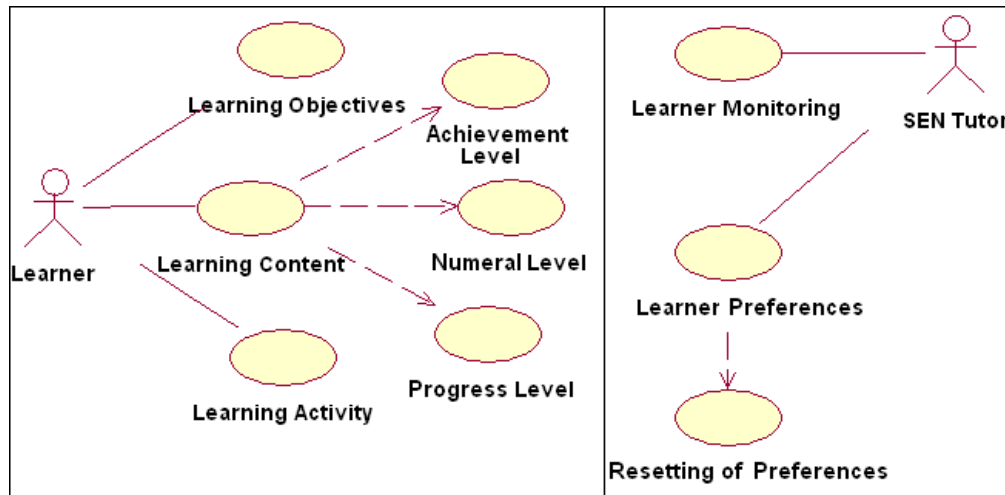 Learning Objectives
Achievement
Level
Learner
Learning Content
Numeral Level
Progress Level
Learning Activity
Learner Monitoring
SEN Tutor
Learner Preferences
Resetting of Preferences